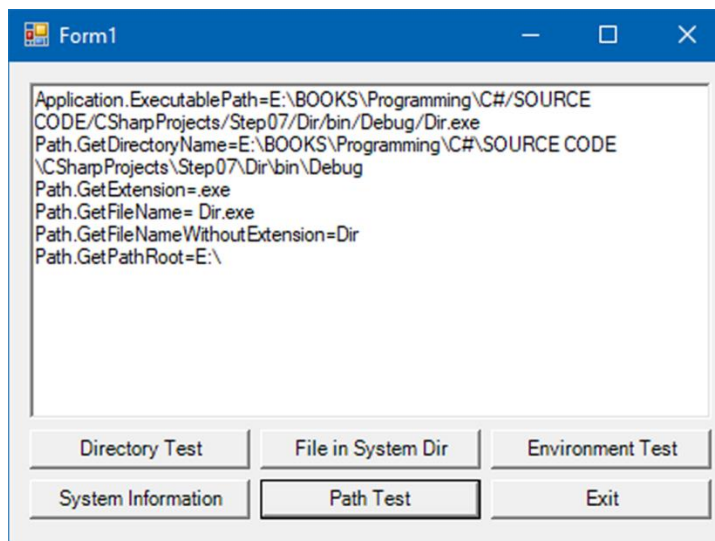 Form1
Application.ExecutablePath=E:\BOOKS\Programming\C#/SOURCE
CODE/CSharpProjects/Step07/Dir/bin/Debug/Dir.exe
Path.GetDirectoryName=E:\BOOKS\Programming\C#\SOURCE CODE
\CSharpProjects\Step07\Dir\bin\Debug
Path.GetExtension=.exe
Path.GetFileName= Dir.exe
Path.GetFileNameWithoutExtension=Dir
Path.GetPathRoot=E:\
Directory Test
File in System Dir
Environment Test
System Information
Path Test
Exit